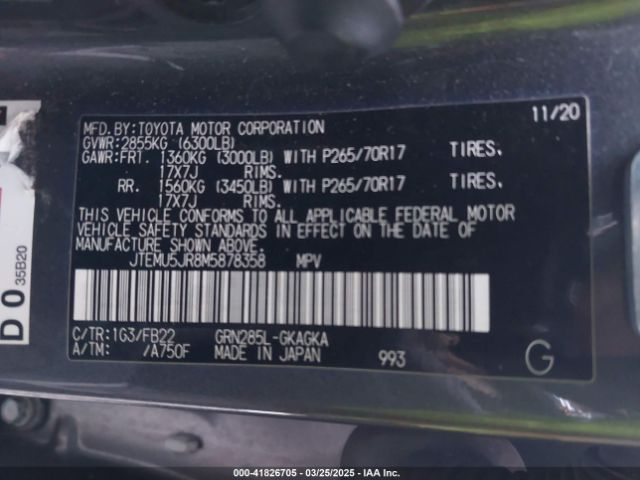 11/20
MFD.BY:TOYOTA MOTOR CORPORATION
GVWR:2855KG (6300LB)
GAWR:FRT. 1360KG (3000LB) WITH P265/70R17 TIRES.
17X7J RIMS.
RR. 1560KG (3450LB) WITH P265/70R17 TIRES.
17X7J RIMS.
THIS VEHICLE CONFORMS TO ALL APPLICABLE FEDERAL MOTOR
VEHICLE SAFETY STANDARDS IN EFFECT ON THE DATE OF
MANUFACTURE SHOWN ABOVE.
JTEMU5JR8M5878358 MPV
C/TR:1G3/FB22 GRN285L-GKAGKA
A/TM: /A750F MADE IN JAPAN 993
G
D 0 35B20
000-41826705 - 03/25/2025 - IAA Inc.